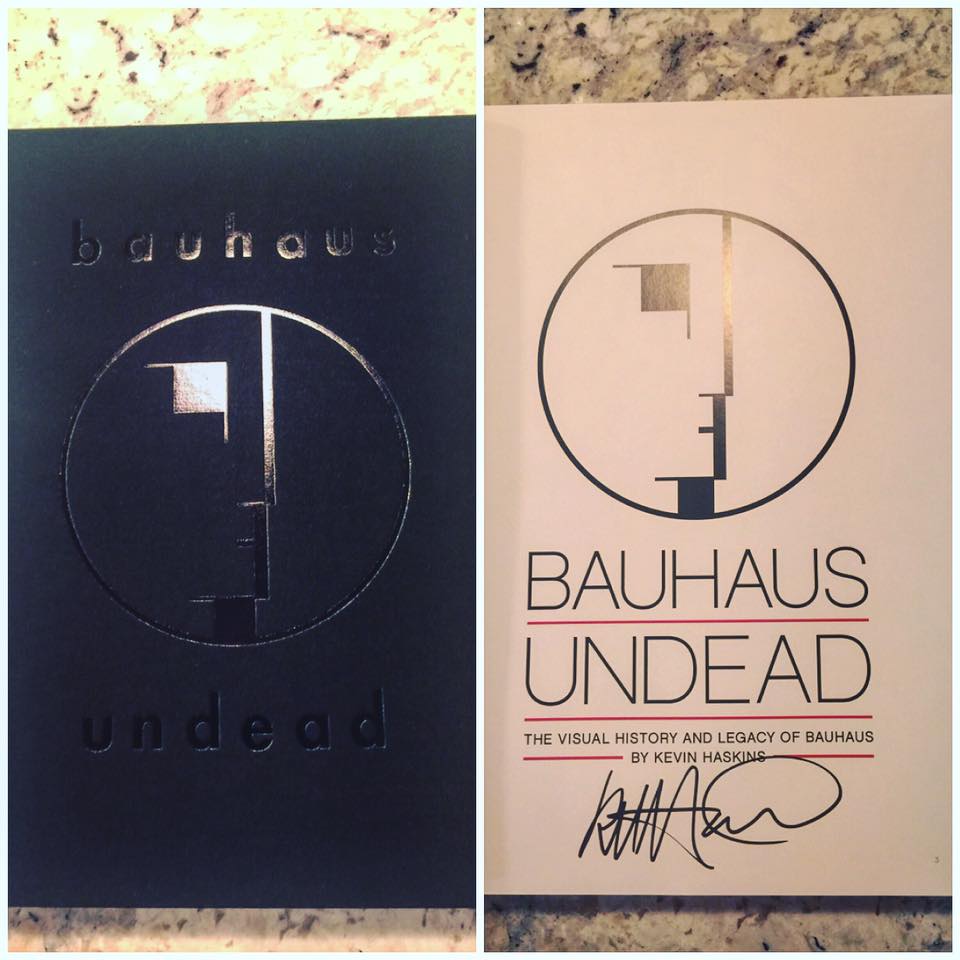 bauhaus
undead
BAUHAUS
UNDEAD
THE VISUAL HISTORY AND LEGACY OF BAUHAUS
BY KEVIN HASKINS
3